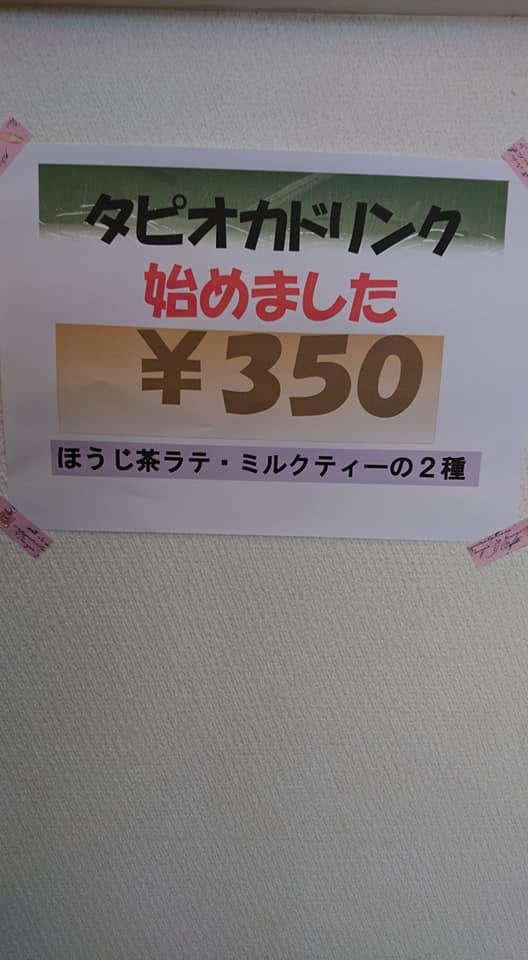 タピオカドリンク
始めました
￥350
ほうじ茶ラテ・ミルクティーの２種